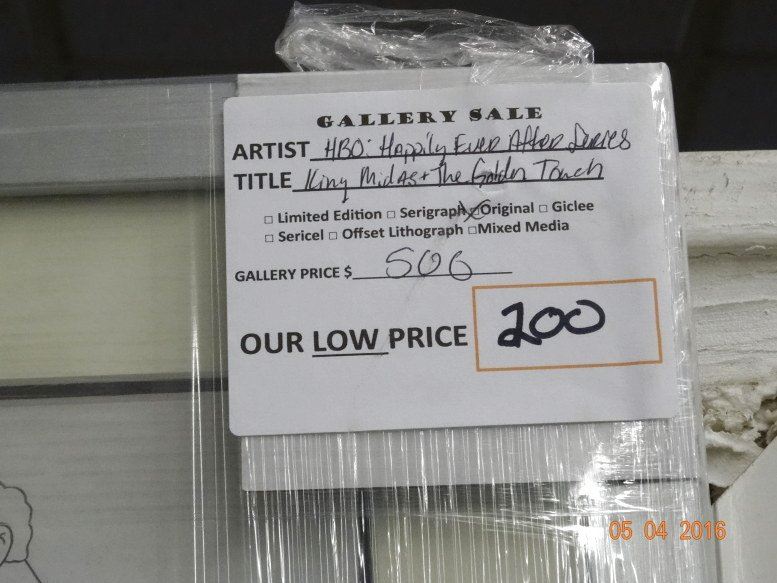 GALLERY SALE
ARTIST HBO: Happily Ever After Series
TITLE King Midas + The Golden Touch
□ Limited Edition □ Serigraph □ Original □ Giclee
□ Sericel □ Offset Lithograph □ Mixed Media
GALLERY PRICE $ 506
OUR LOW PRICE 200
05 04 2016